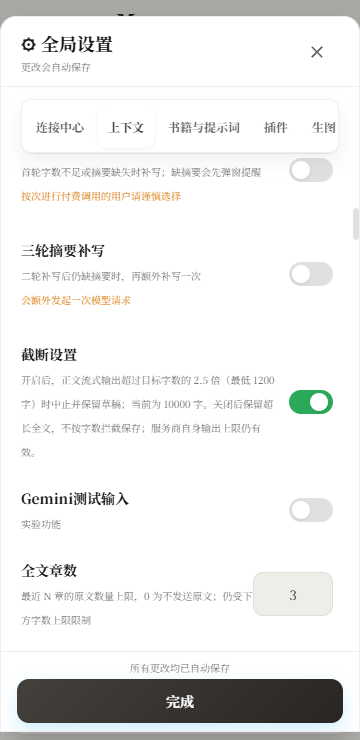 全局设置
更改会自动保存
连接中心 上下文 书籍与提示词 插件 生图
首轮字数不足或摘要缺失时补写；缺摘要会先弹窗提醒
按次进行付费调用的用户请谨慎选择
三轮摘要补写
二轮补写后仍缺摘要时，再额外补写一次
会额外发起一次模型请求
截断设置
开启后，正文流式输出超过目标字数的 2.5 倍（最低 1200
字）时中止并保留草稿；当前为 10000 字。关闭后保留超
长全文，不按字数拦截保存；服务商自身输出上限仍有
效。
Gemini测试输入
实验功能
全文章数
最近 N 章的原文数量上限，0 为不发送原文；仍受下
方字数上限限制
3
所有更改均已自动保存
完成